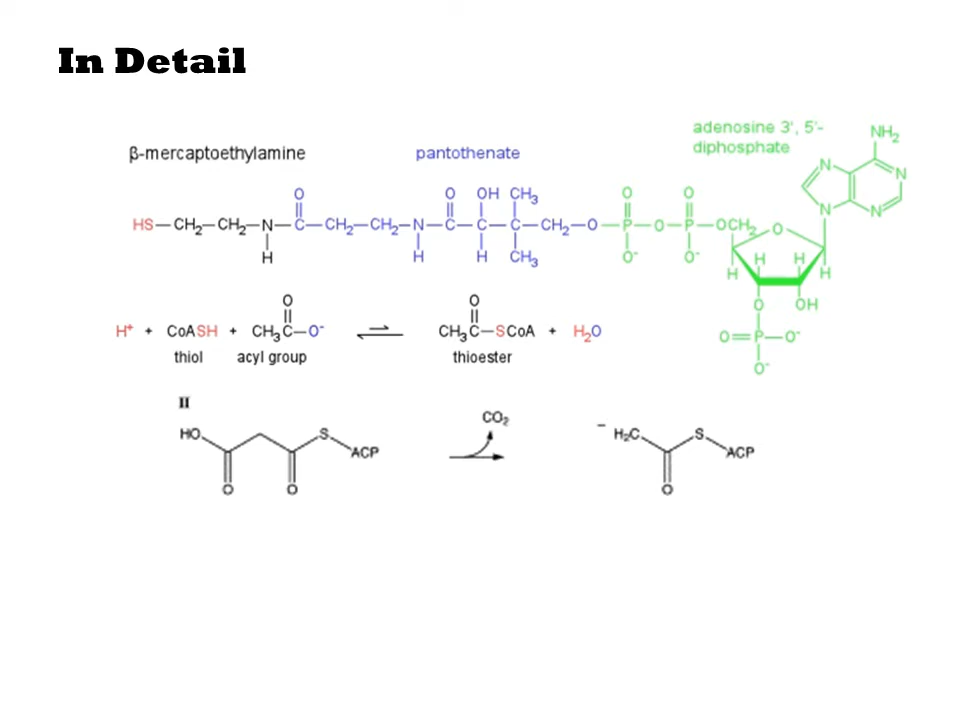 In Detail
β-mercaptoethylamine
pantothenate
adenosine 3', 5'-
diphosphate
NH2
N N
N N
O O OH CH3 O O
HS–CH2–CH2–N–C–CH2–CH2–N–C–C–C–CH2–O–P–O–P–OCH2 O
H H H CH3 O- O- H H H H
O OH
O=P–O-
O-
O O
H+ + CoASH + CH3C–O- ⇌ CH3C–SCoA + H2O
thiol acyl group thioester
II
CO2
HO S ACP
O O
– H2C S ACP
O